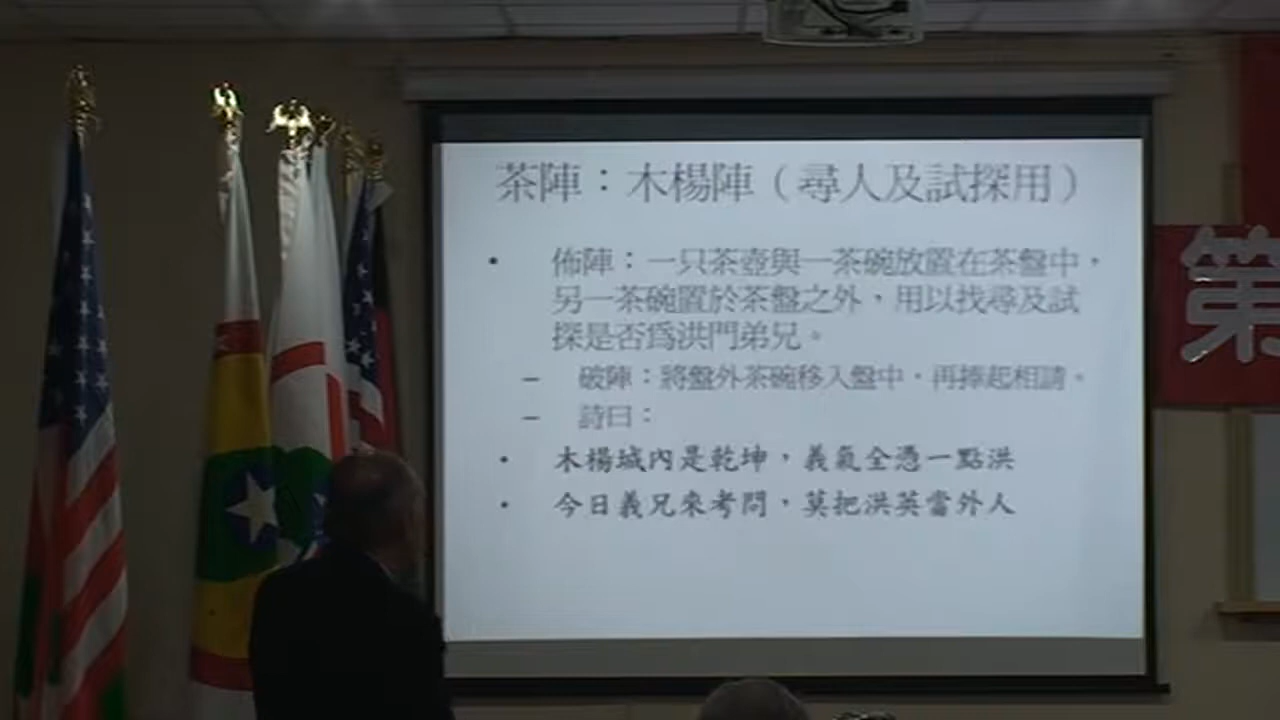 茶陣：木楊陣（尋人及試探用）
• 佈陣：一只茶壺與一茶碗放置在茶盤中，
另一茶碗置於茶盤之外，用以找尋及試
探是否為洪門弟兄。
– 破陣：將盤外茶碗移入盤中，再捧起相請。
– 詩曰：
• 木楊城內是乾坤，義氣全憑一點洪
• 今日義兄來考問，莫把洪英當外人
第